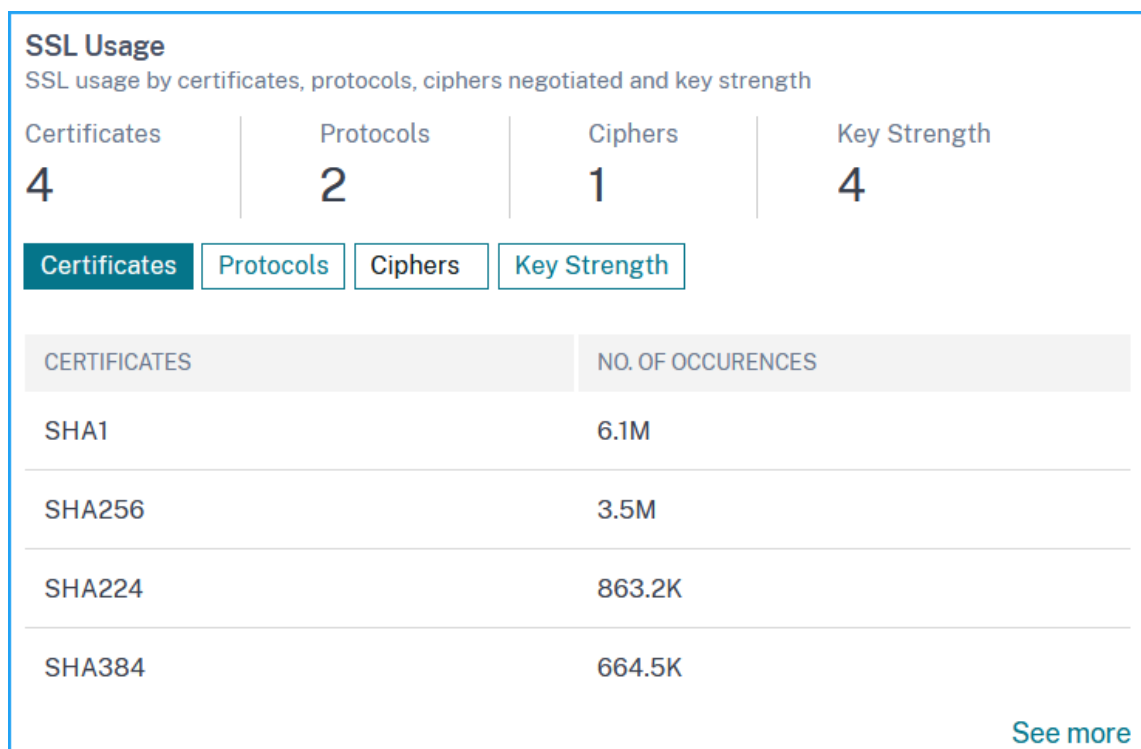 SSL Usage
SSL usage by certificates, protocols, ciphers negotiated and key strength
Certificates Protocols Ciphers Key Strength
4 2 1 4
Certificates Protocols Ciphers Key Strength
CERTIFICATES NO. OF OCCURENCES
SHA1 6.1M
SHA256 3.5M
SHA224 863.2K
SHA384 664.5K
See more